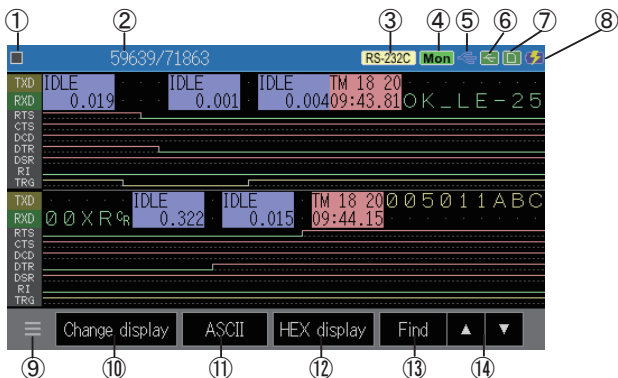 ① ② ③ ④ ⑤ ⑥ ⑦ ⑧
59639/71863 RS-232C Mon
TXD IDLE IDLE IDLE TM 18 20
RXD 0.019 0.001 0.004 09:43.81 OK_LE-25
RTS
CTS
DCD
DTR
DSR
RI
TRG
TXD IDLE IDLE TM 18 20 005011ABC
RXD 00XR CR 0.322 0.015 09:44.15
RTS
CTS
DCD
DTR
DSR
RI
TRG
☰ Change display ASCII HEX display Find ▲ ▼
⑨ ⑩ ⑪ ⑫ ⑬ ⑭